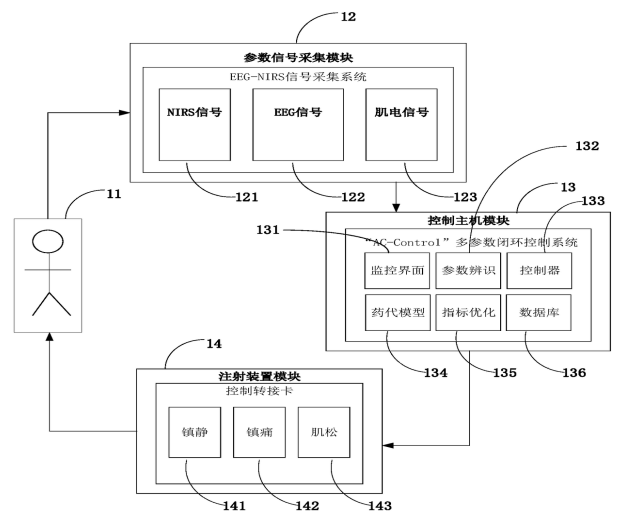 12
参数信号采集模块
EEG-NIRS信号采集系统
NIRS信号
EEG信号
肌电信号
121
122
123
132
11
13
133
控制主机模块
131
“AC-Control”多参数闭环控制系统
监控界面
参数辨识
控制器
药代模型
指标优化
数据库
134
135
136
14
注射装置模块
控制转接卡
镇静
镇痛
肌松
141
142
143